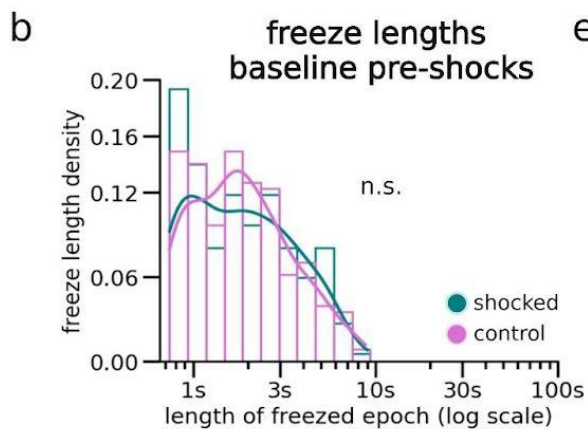 b
freeze lengths
baseline pre-shocks
e
0.20
0.16
0.12
0.06
0.00
freeze length density
n.s.
shocked
control
1s 3s 10s 30s 100s
length of freezed epoch (log scale)